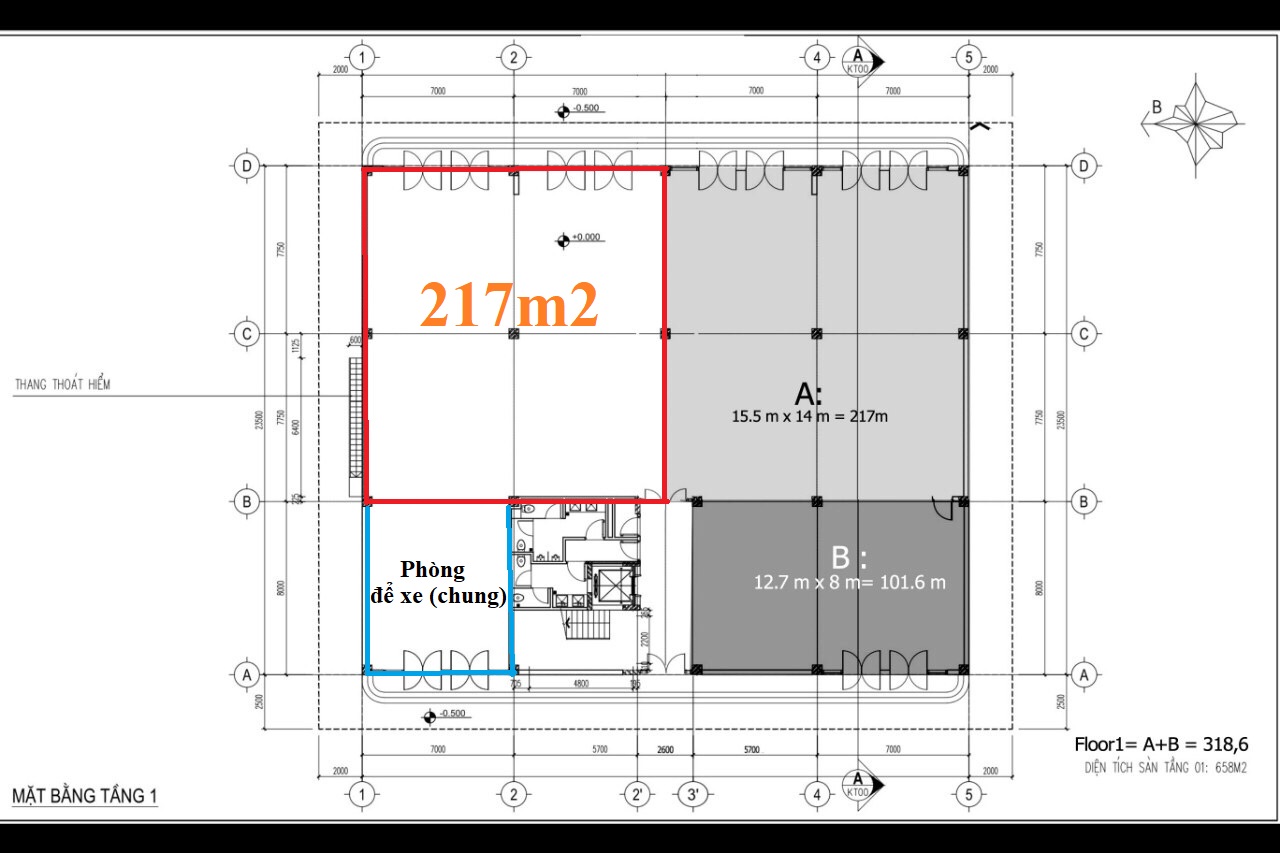 1
2
4
A
KT00
5
2000
2000
7000
7000
7000
7000
-0.500
B
D
D
+0.000
7750
7750
217m2
C
C
600
1125
A:
15.5 m x 14 m = 217m
THANG THOÁT HIỂM
23500
7750
6400
7750
23500
B
B
Phòng
để xe (chung)
B :
12.7 m x 8 m= 101.6 m
8000
8000
2200
A
A
705
4800
195
2500
2500
-0.500
7000
5700
2600
5700
7000
2000
2000
Floor1= A+B = 318,6
DIỆN TÍCH SÀN TẦNG 01: 658M2
MẶT BẰNG TẦNG 1
1
2
2'
3'
4
A
KT00
5